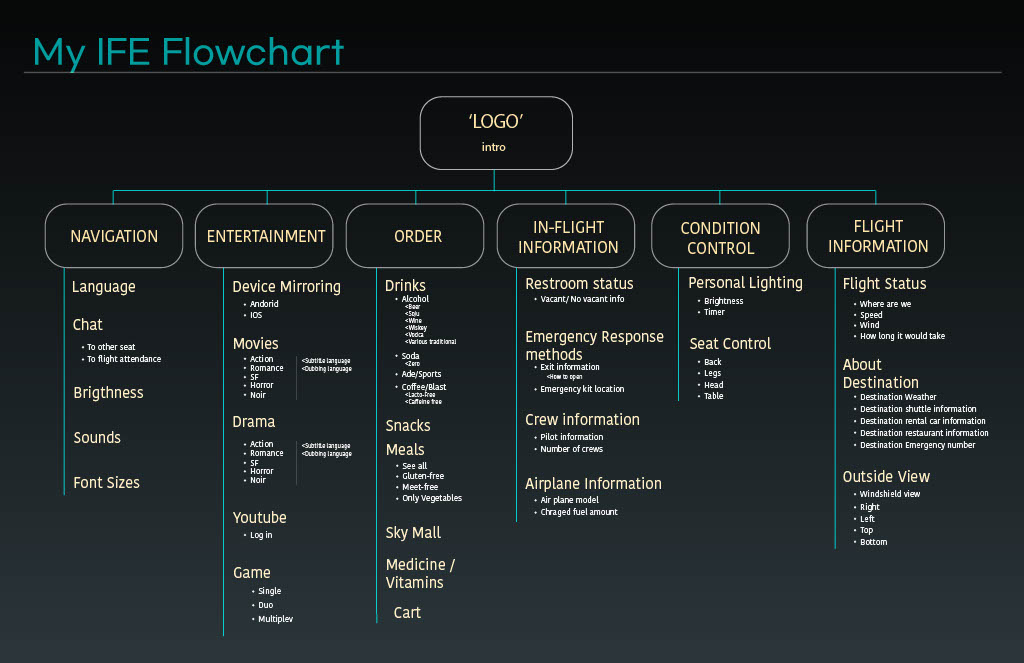 My IFE Flowchart
‘LOGO’
intro
NAVIGATION
Language
Chat
• To other seat
• To flight attendance
Brigthness
Sounds
Font Sizes
ENTERTAINMENT
Device Mirroring
• Andorid
• IOS
Movies
• Action
• Romance
• SF
• Horror
• Noir
<Subtitle language
<Dubbing language
Drama
• Action
• Romance
• SF
• Horror
• Noir
<Subtitle language
<Dubbing language
Youtube
• Log in
Game
• Single
• Duo
• Multiplev
ORDER
Drinks
• Alcohol
<Beer
<Soju
<Wine
<Wiskey
<Vodca
<Various traditional
• Soda
<Zero
• Ade/Sports
• Coffee/Blast
<Lacto-Free
<Caffeine free
Snacks
Meals
• See all
• Gluten-free
• Meet-free
• Only Vegetables
Sky Mall
Medicine /
Vitamins
Cart
IN-FLIGHT
INFORMATION
Restroom status
• Vacant/ No vacant info
Emergency Response
methods
• Exit information
<How to open
• Emergency kit location
Crew information
• Pilot information
• Number of crews
Airplane Information
• Air plane model
• Chraged fuel amount
CONDITION
CONTROL
Personal Lighting
• Brightness
• Timer
Seat Control
• Back
• Legs
• Head
• Table
FLIGHT
INFORMATION
Flight Status
• Where are we
• Speed
• Wind
• How long it would take
About
Destination
• Destination Weather
• Destination shuttle information
• Destination rental car information
• Destination restaurant information
• Destination Emergency number
Outside View
• Windshield view
• Right
• Left
• Top
• Bottom